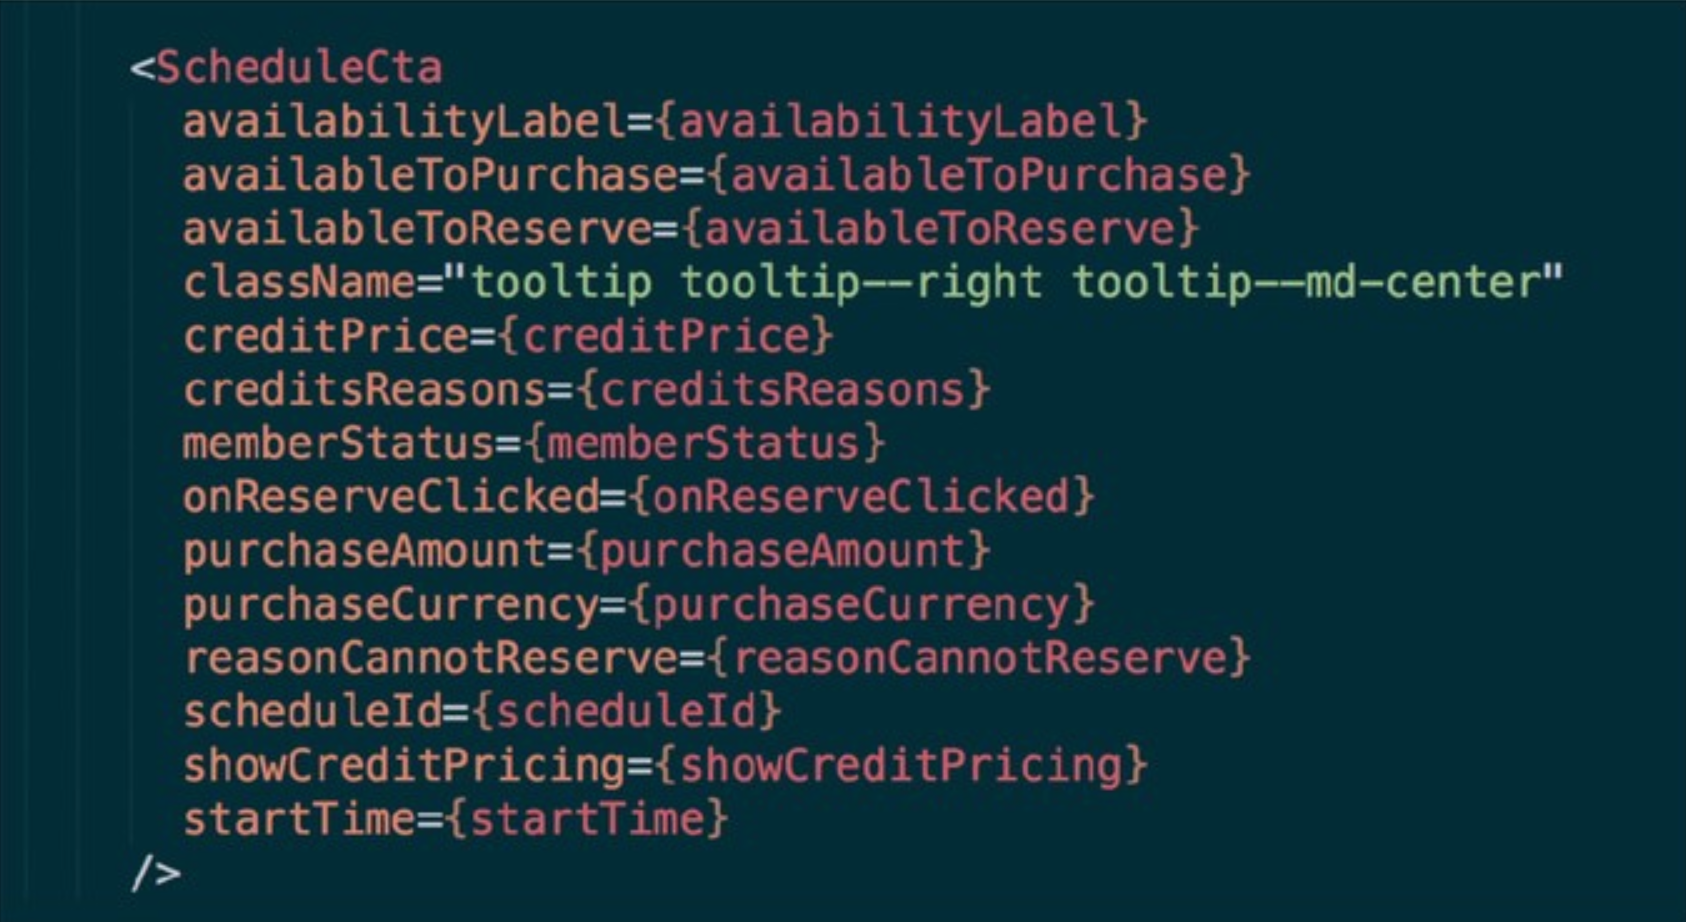 <ScheduleCta
availabilityLabel={availabilityLabel}
availableToPurchase={availableToPurchase}
availableToReserve={availableToReserve}
className="tooltip tooltip--right tooltip--md-center"
creditPrice={creditPrice}
creditsReasons={creditsReasons}
memberStatus={memberStatus}
onReserveClicked={onReserveClicked}
purchaseAmount={purchaseAmount}
purchaseCurrency={purchaseCurrency}
reasonCannotReserve={reasonCannotReserve}
scheduleId={scheduleId}
showCreditPricing={showCreditPricing}
startTime={startTime}
/>